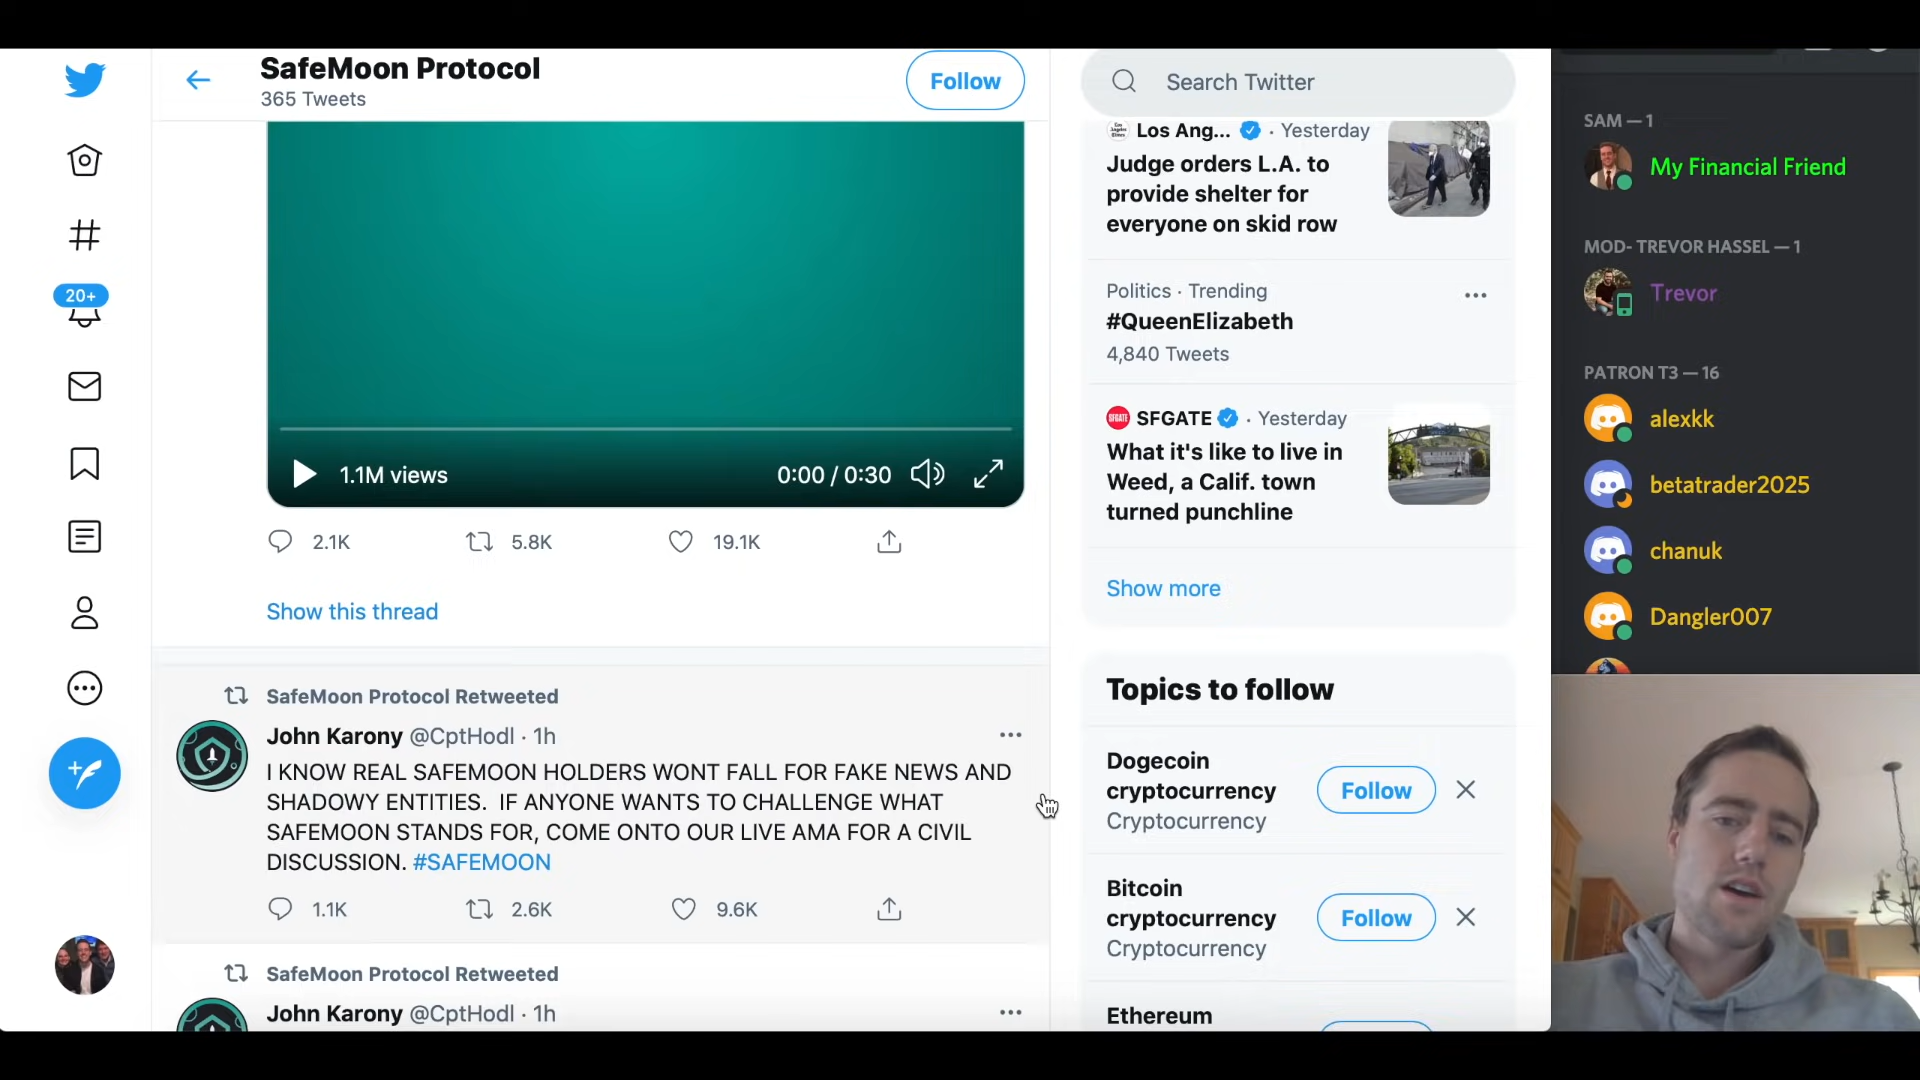 SafeMoon Protocol
365 Tweets
Follow
20+
1.1M views
0:00 / 0:30
2.1K
5.8K
19.1K
Show this thread
SafeMoon Protocol Retweeted
John Karony @CptHodl · 1h
I KNOW REAL SAFEMOON HOLDERS WONT FALL FOR FAKE NEWS AND
SHADOWY ENTITIES.  IF ANYONE WANTS TO CHALLENGE WHAT
SAFEMOON STANDS FOR, COME ONTO OUR LIVE AMA FOR A CIVIL
DISCUSSION. #SAFEMOON
1.1K
2.6K
9.6K
SafeMoon Protocol Retweeted
John Karony @CptHodl · 1h
Search Twitter
Los Ang... · Yesterday
Judge orders L.A. to
provide shelter for
everyone on skid row
Politics · Trending
#QueenElizabeth
4,840 Tweets
SFGATE · Yesterday
What it's like to live in
Weed, a Calif. town
turned punchline
Show more
Topics to follow
Dogecoin
cryptocurrency
Cryptocurrency
Follow
Bitcoin
cryptocurrency
Cryptocurrency
Follow
Ethereum
SAM — 1
My Financial Friend
MOD- TREVOR HASSEL — 1
Trevor
PATRON T3 — 16
alexkk
betatrader2025
chanuk
Dangler007